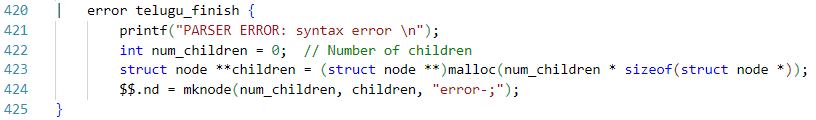 420 |   error telugu_finish {
421         printf("PARSER ERROR: syntax error \n");
422         int num_children = 0;  // Number of children
423         struct node **children = (struct node **)malloc(num_children * sizeof(struct node *));
424         $$.nd = mknode(num_children, children, "error-;");
425 }